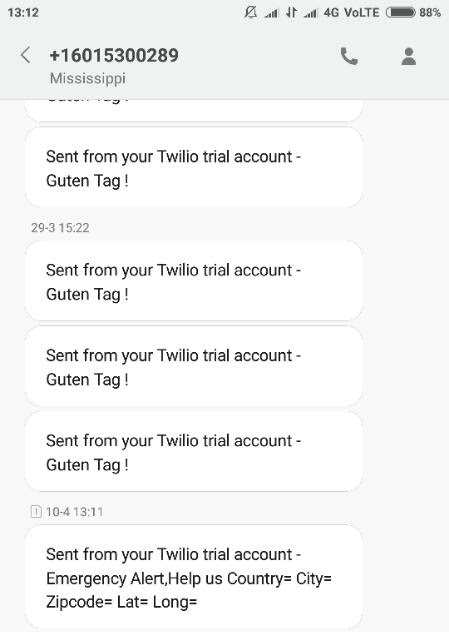 13:12 4G VoLTE 88%
+16015300289
Mississippi
Guten Tag !
Sent from your Twilio trial account -
Guten Tag !
29-3 15:22
Sent from your Twilio trial account -
Guten Tag !
Sent from your Twilio trial account -
Guten Tag !
Sent from your Twilio trial account -
Guten Tag !
1 10-4 13:11
Sent from your Twilio trial account -
Emergency Alert,Help us Country= City=
Zipcode= Lat= Long=